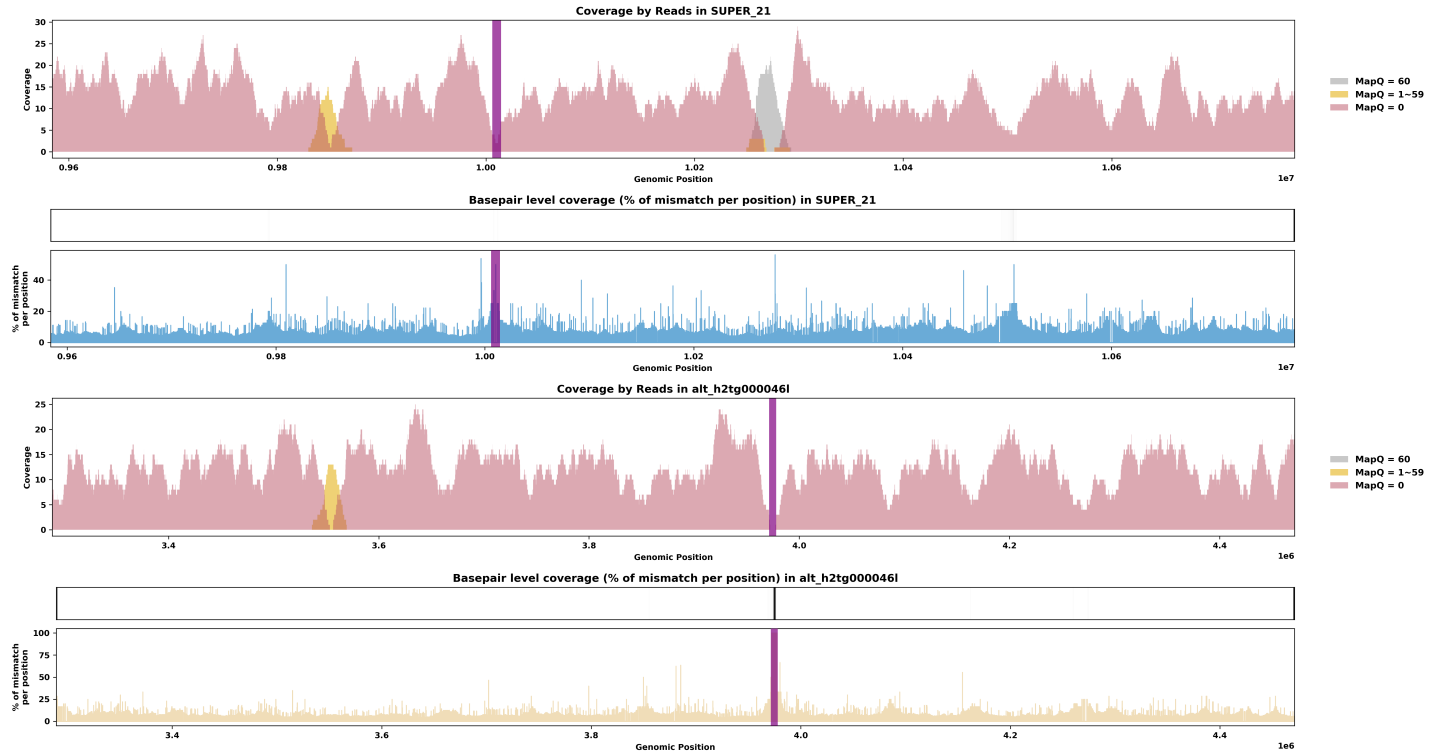 Coverage by Reads in SUPER_21
30
25
20
15
10
5
0
Coverage
0.96 0.98 1.00 1.02 1.04 1.06
Genomic Position
1e7
MapQ = 60
MapQ = 1~59
MapQ = 0
Basepair level coverage (% of mismatch per position) in SUPER_21
40
20
0
% of mismatch
per position
0.96 0.98 1.00 1.02 1.04 1.06
Genomic Position
1e7
Coverage by Reads in alt_h2tg000046l
25
20
15
10
5
0
Coverage
3.4 3.6 3.8 4.0 4.2 4.4
Genomic Position
1e6
MapQ = 60
MapQ = 1~59
MapQ = 0
Basepair level coverage (% of mismatch per position) in alt_h2tg000046l
100
75
50
25
0
% of mismatch
per position
3.4 3.6 3.8 4.0 4.2 4.4
Genomic Position
1e6